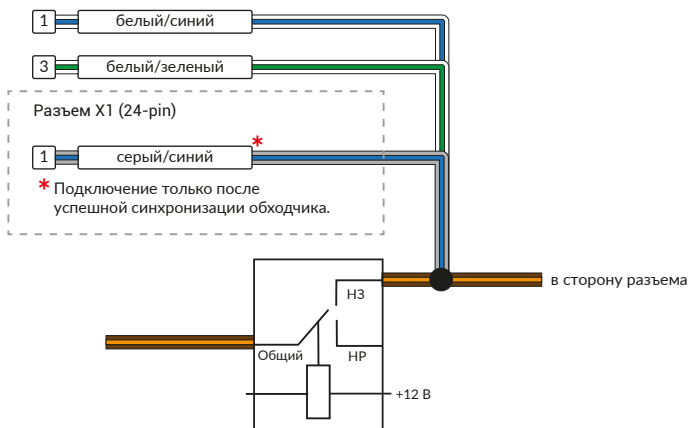 1 белый/синий
3 белый/зеленый
Разъем X1 (24-pin)
1 серый/синий *
* Подключение только после
успешной синхронизации обходчика.
в сторону разъема
НЗ
Общий НР
+12 В